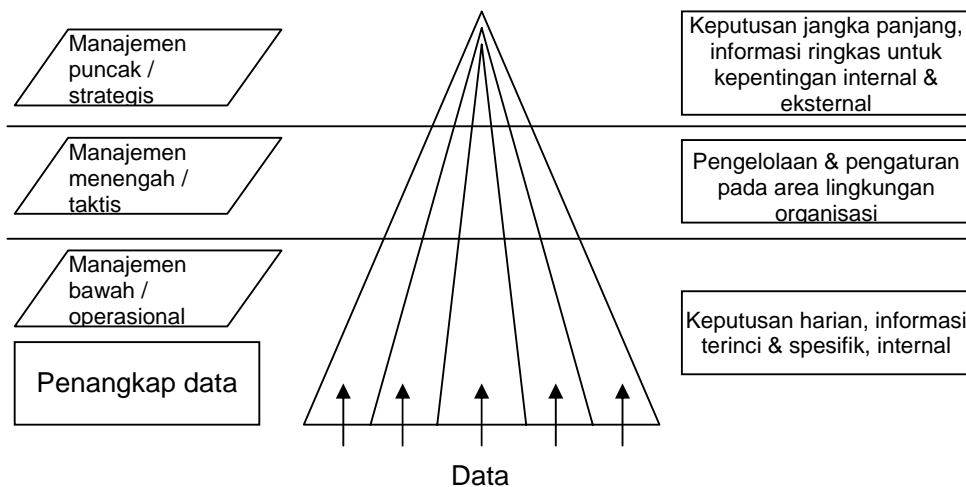 Manajemen
puncak /
strategis
Keputusan jangka panjang,
informasi ringkas untuk
kepentingan internal &
eksternal
Manajemen
menengah /
taktis
Pengelolaan & pengaturan
pada area lingkungan
organisasi
Manajemen
bawah /
operasional
Keputusan harian, informasi
terinci & spesifik, internal
Penangkap data
Data